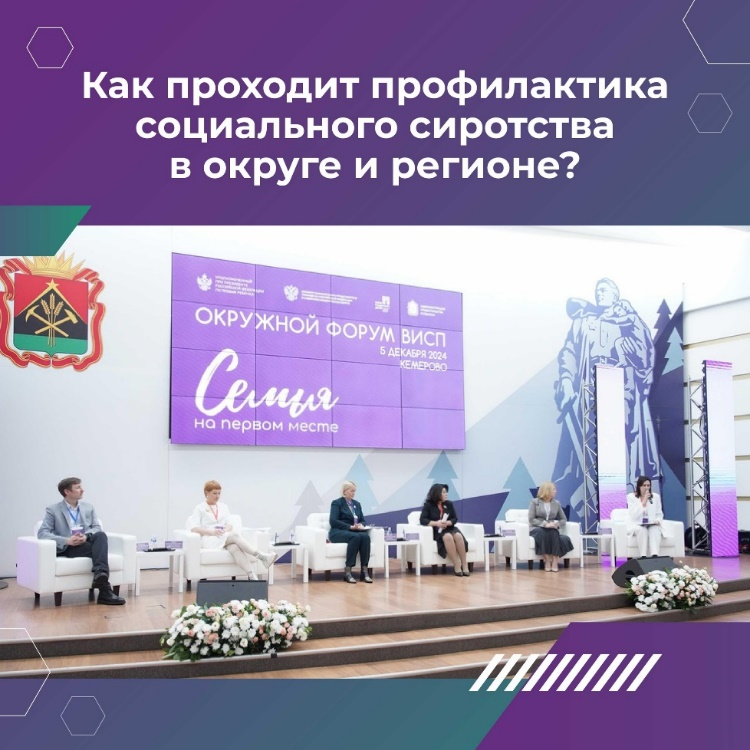 Как проходит профилактика
социального сиротства
в округе и регионе?
ОКРУЖНОЙ ФОРУМ ВИСП
5 ДЕКАБРЯ 2024
КЕМЕРОВО
Семья
на первом месте